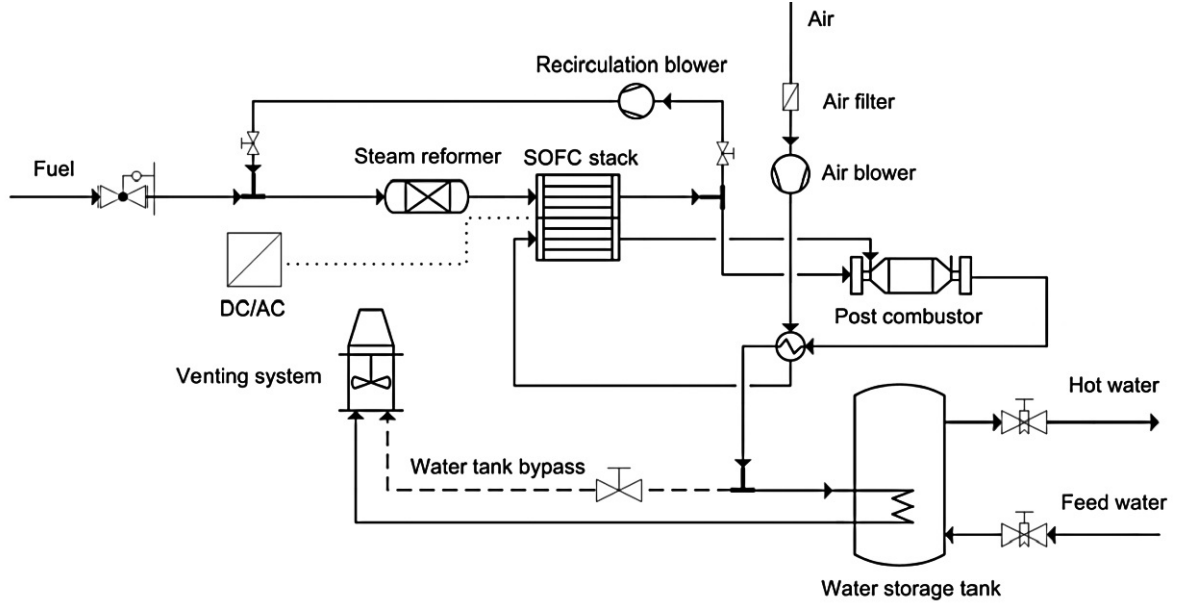 Air
Recirculation blower
Air filter
Fuel
Steam reformer
SOFC stack
Air blower
DC/AC
Post combustor
Venting system
Hot water
Water tank bypass
Feed water
Water storage tank